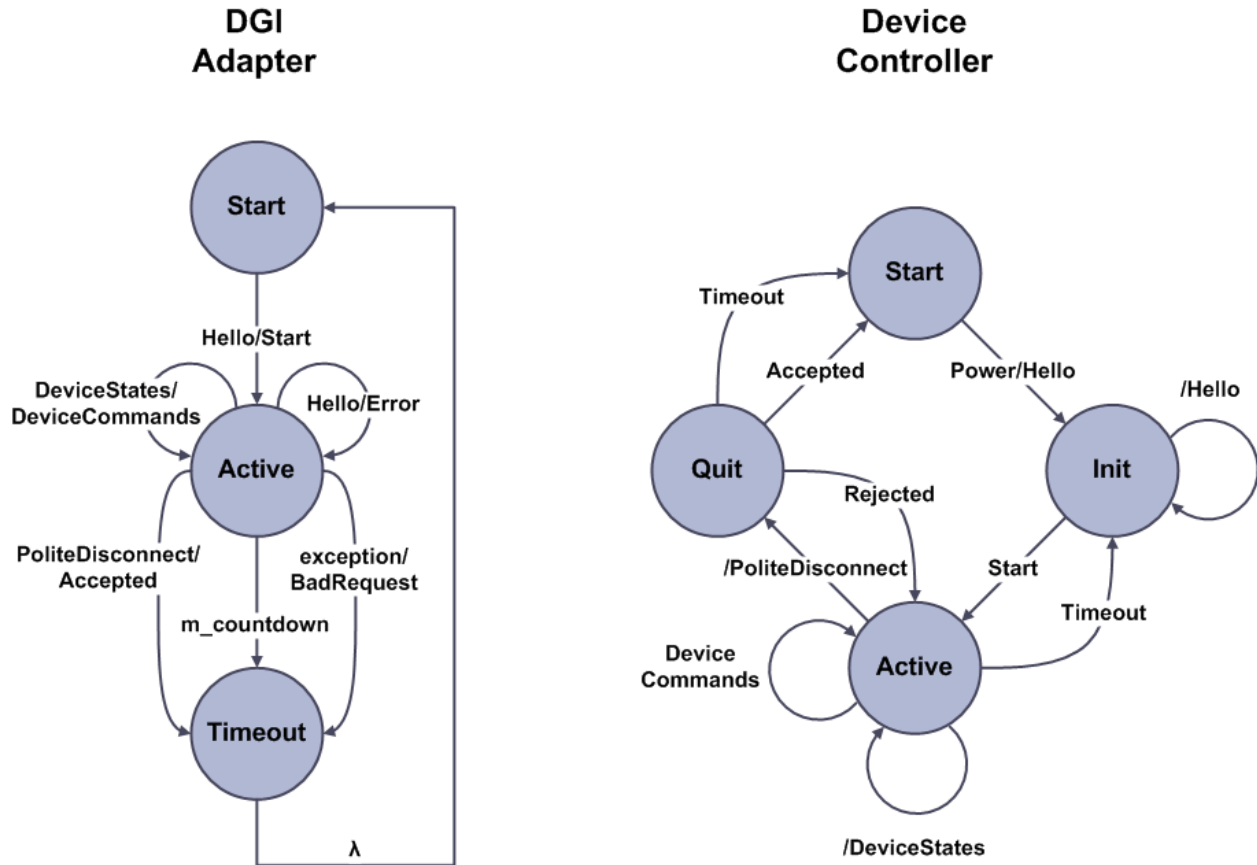 DGI
Adapter
Start
Hello/Start
DeviceStates/
DeviceCommands
Hello/Error
Active
PoliteDisconnect/
Accepted
exception/
BadRequest
m_countdown
Timeout
λ
Device
Controller
Start
Timeout
Accepted
Power/Hello
/Hello
Quit
Init
Rejected
/PoliteDisconnect
Start
Timeout
Device
Commands
Active
/DeviceStates